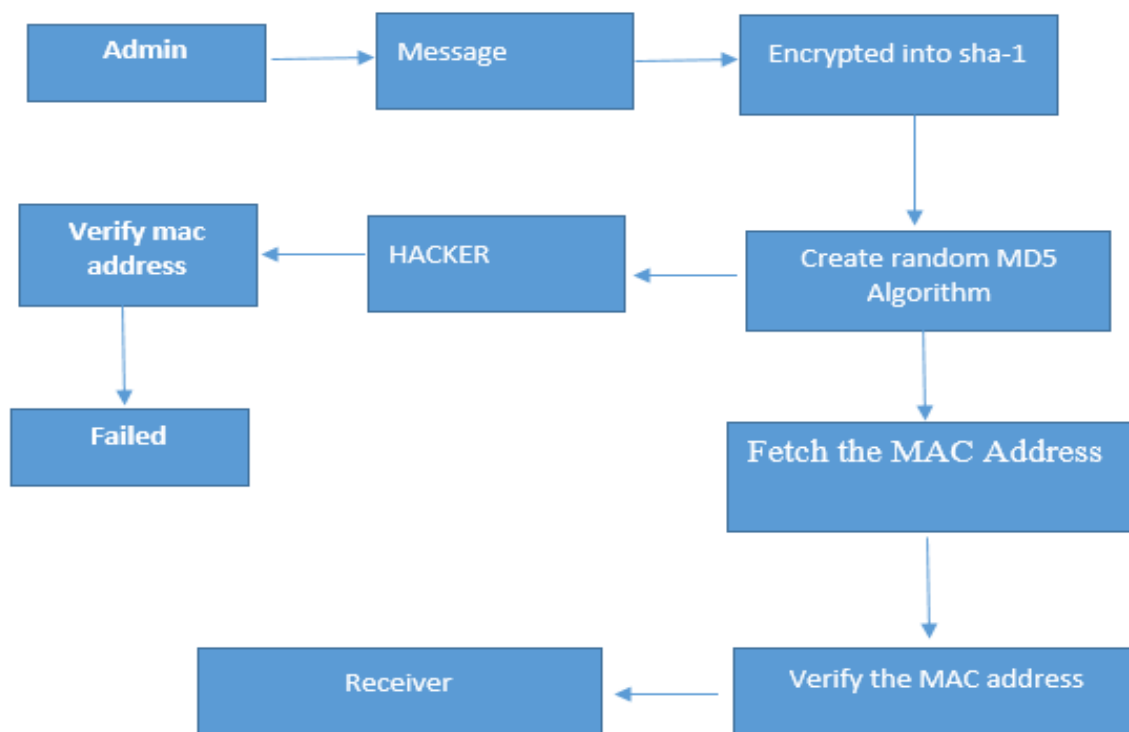 Admin
Message
Encrypted into sha-1
Verify mac
address
HACKER
Create random MD5
Algorithm
Failed
Fetch the MAC Address
Receiver
Verify the MAC address